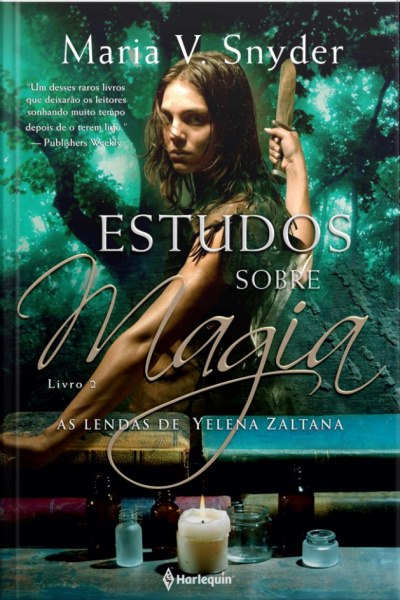 Maria V. Snyder
"Um desses raros livros
que deixarão os leitores
sonhando muito tempo
depois de o terem lido."
— Publishers Weekly
ESTUDOS
SOBRE
Magia
Livro 2
AS LENDAS DE YELENA ZALTANA
Harlequin